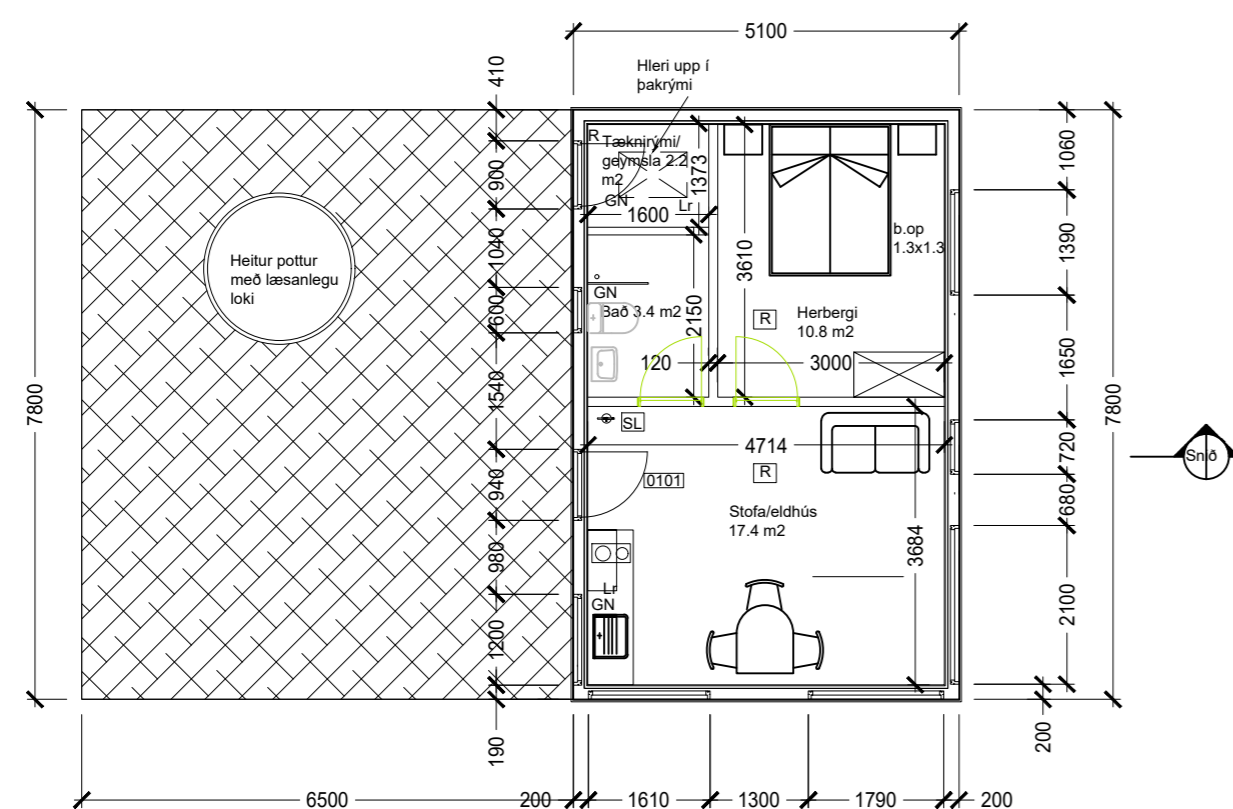 5100
Hleri upp í
þakrými
410
900
1040
600
1540
940
980
1200
190
7800
Heitur pottur
með læsanlegu
loki
R
Tæknirými/
geymsla 2.2
m2
GN
Lr
1373
1600
3610
b.op
1.3x1.3
GN
Bað 3.4 m2
2150
R
Herbergi
10.8 m2
120
3000
SL
4714
R
0101
Stofa/eldhús
17.4 m2
3684
Lr
GN
1060
1390
1650
720
680
2100
200
7800
Snið
6500
200
1610
1300
1790
200